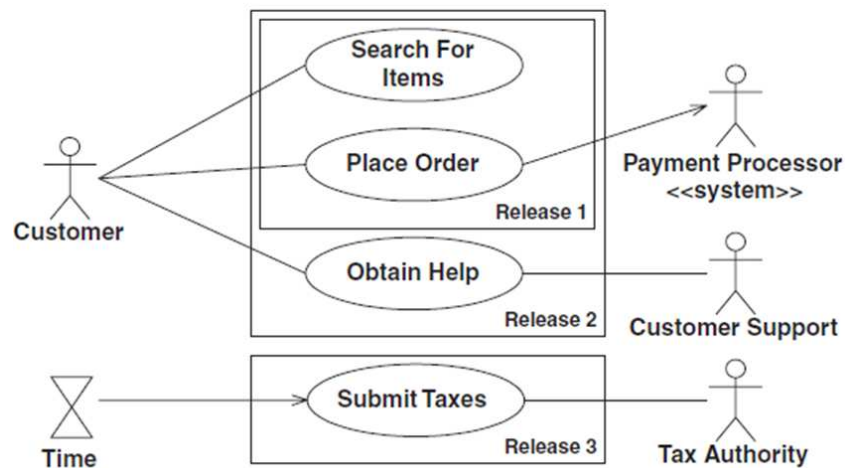 Search For
Items
Place Order
Payment Processor
<<system>>
Release 1
Customer
Obtain Help
Release 2
Customer Support
Submit Taxes
Release 3
Time
Tax Authority